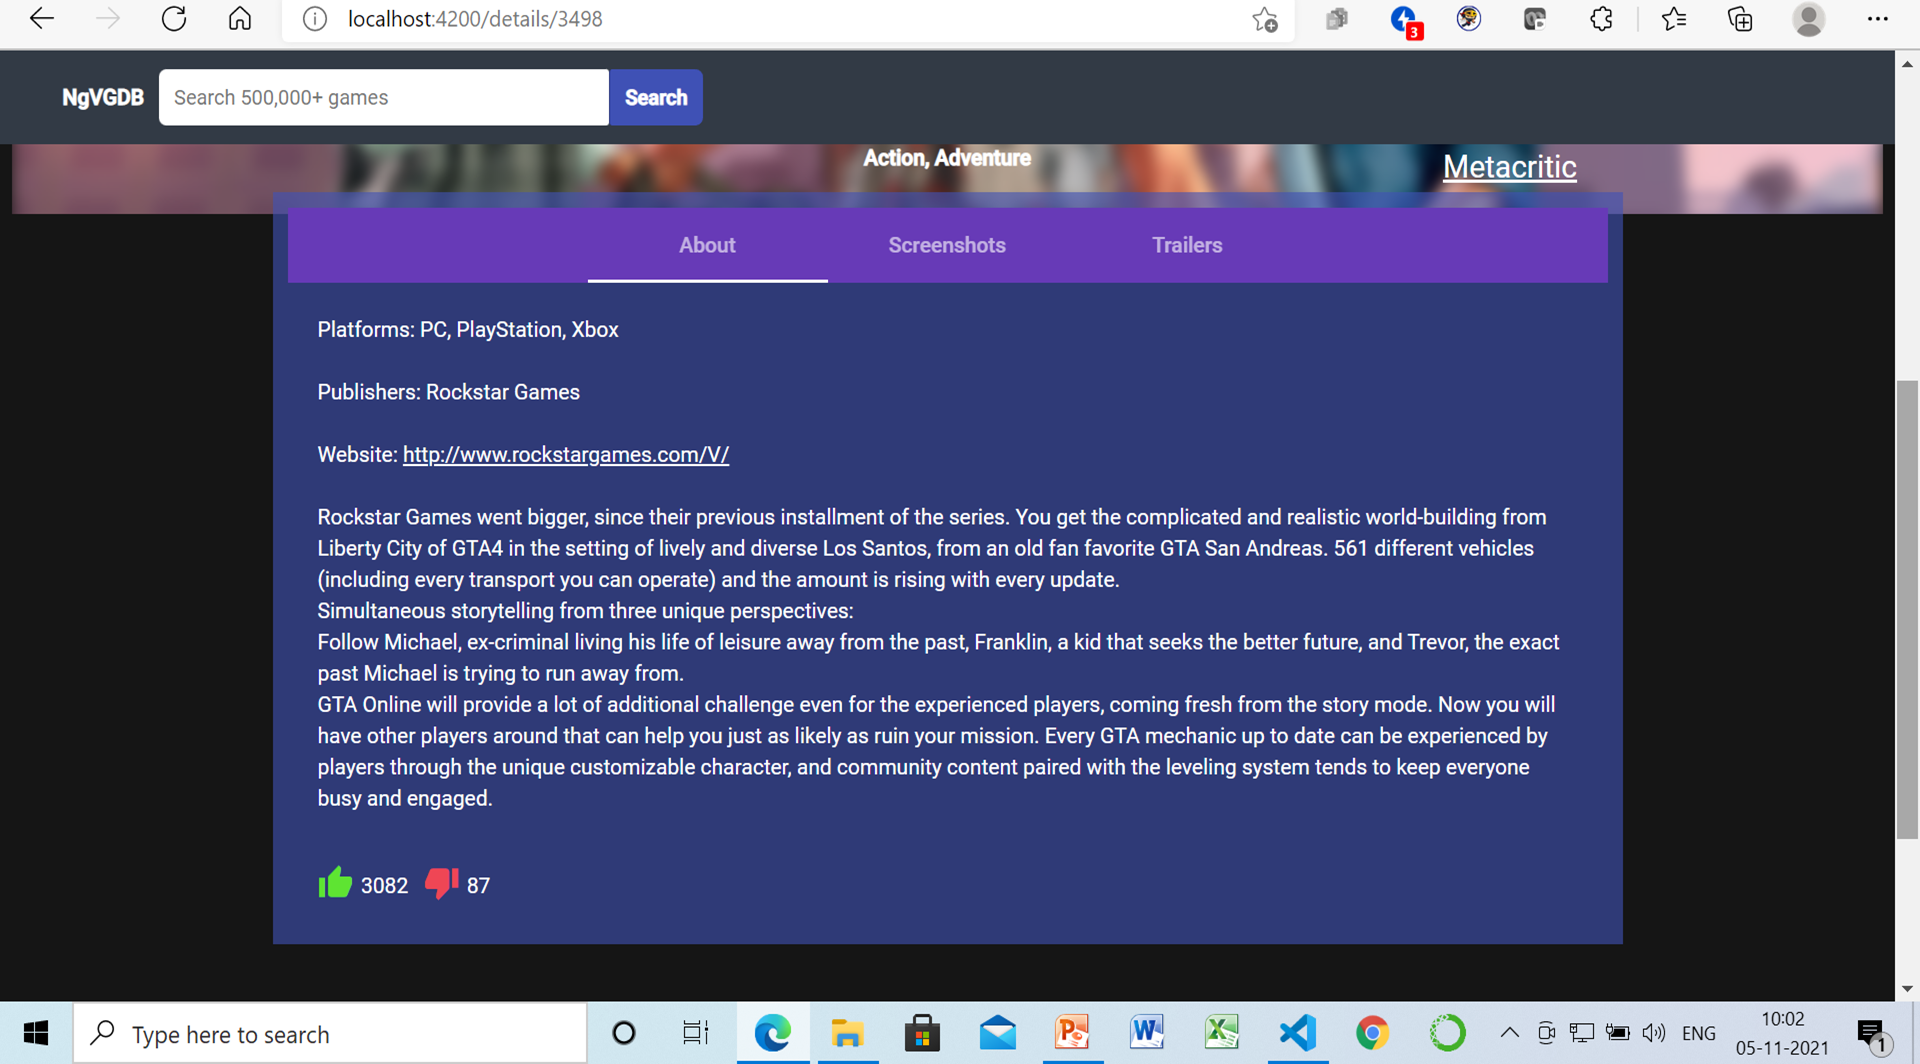 localhost:4200/details/3498
3
NgVGDB
Search 500,000+ games
Search
Action, Adventure
Metacritic
About
Screenshots
Trailers
Platforms: PC, PlayStation, Xbox
Publishers: Rockstar Games
Website: http://www.rockstargames.com/V/
Rockstar Games went bigger, since their previous installment of the series. You get the complicated and realistic world-building from
Liberty City of GTA4 in the setting of lively and diverse Los Santos, from an old fan favorite GTA San Andreas. 561 different vehicles
(including every transport you can operate) and the amount is rising with every update.
Simultaneous storytelling from three unique perspectives:
Follow Michael, ex-criminal living his life of leisure away from the past, Franklin, a kid that seeks the better future, and Trevor, the exact
past Michael is trying to run away from.
GTA Online will provide a lot of additional challenge even for the experienced players, coming fresh from the story mode. Now you will
have other players around that can help you just as likely as ruin your mission. Every GTA mechanic up to date can be experienced by
players through the unique customizable character, and community content paired with the leveling system tends to keep everyone
busy and engaged.
3082
87
Type here to search
ENG
10:02
05-11-2021
1